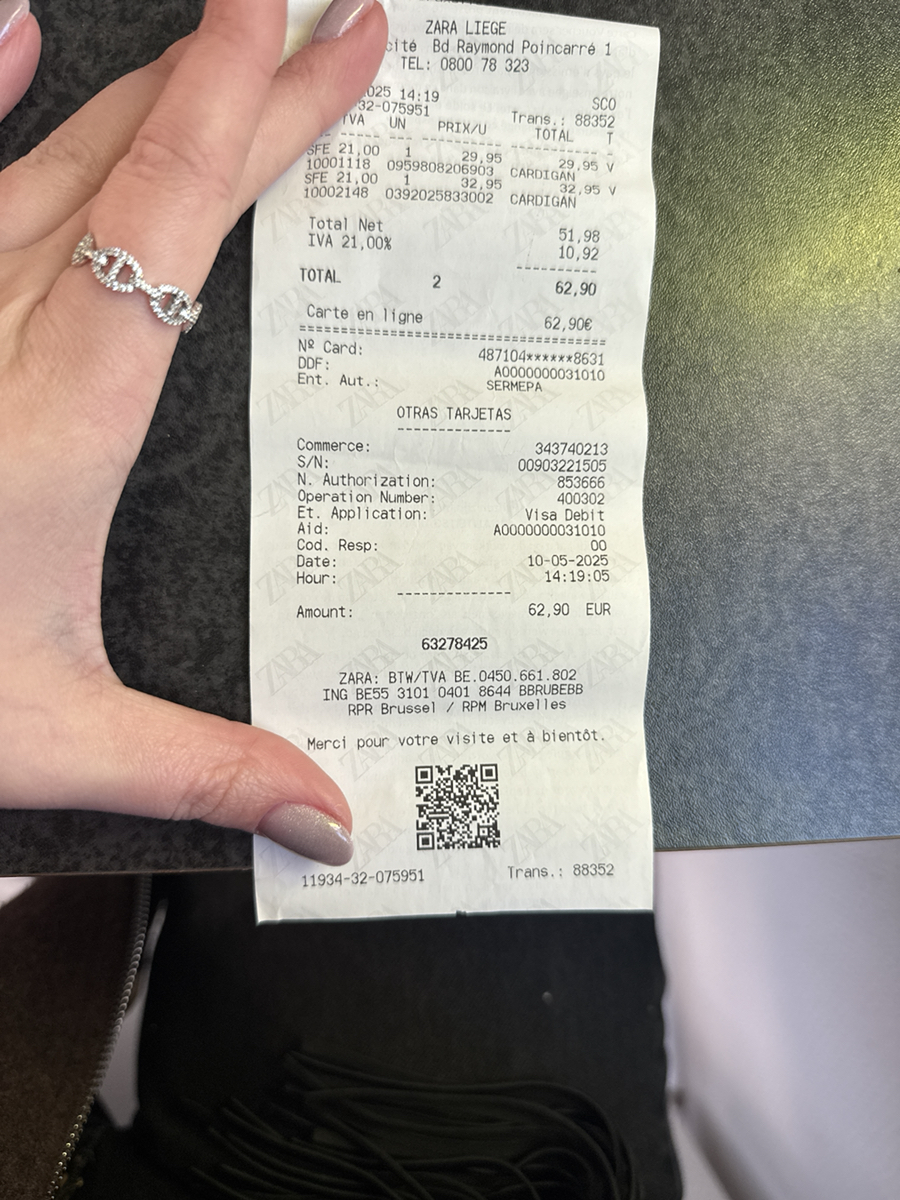 ZARA LIEGE
cité Bd Raymond Poincarré 1
TEL: 0800 78 323
025 14:19 SCO
32-075951 Trans.: 88352
TVA UN PRIX/U TOTAL T
SFE 21,00 1 29,95 29,95 V
10001118 0959808206903 CARDIGAN
SFE 21,00 1 32,95 32,95 V
10002148 0392025833002 CARDIGAN
Total Net 51,98
IVA 21,00% 10,92
TOTAL 2 62,90
Carte en ligne 62,90€
Nº Card: 487104******8631
DDF: A0000000031010
Ent. Aut.: SERMEPA
OTRAS TARJETAS
Commerce: 343740213
S/N: 00903221505
N. Authorization: 853666
Operation Number: 400302
Et. Application: Visa Debit
Aid: A0000000031010
Cod. Resp: 00
Date: 10-05-2025
Hour: 14:19:05
Amount: 62,90 EUR
63278425
ZARA: BTW/TVA BE.0450.661.802
ING BE55 3101 0401 8644 BBRUBEBB
RPR Brussel / RPM Bruxelles
Merci pour votre visite et à bientôt.
11934-32-075951 Trans.: 88352